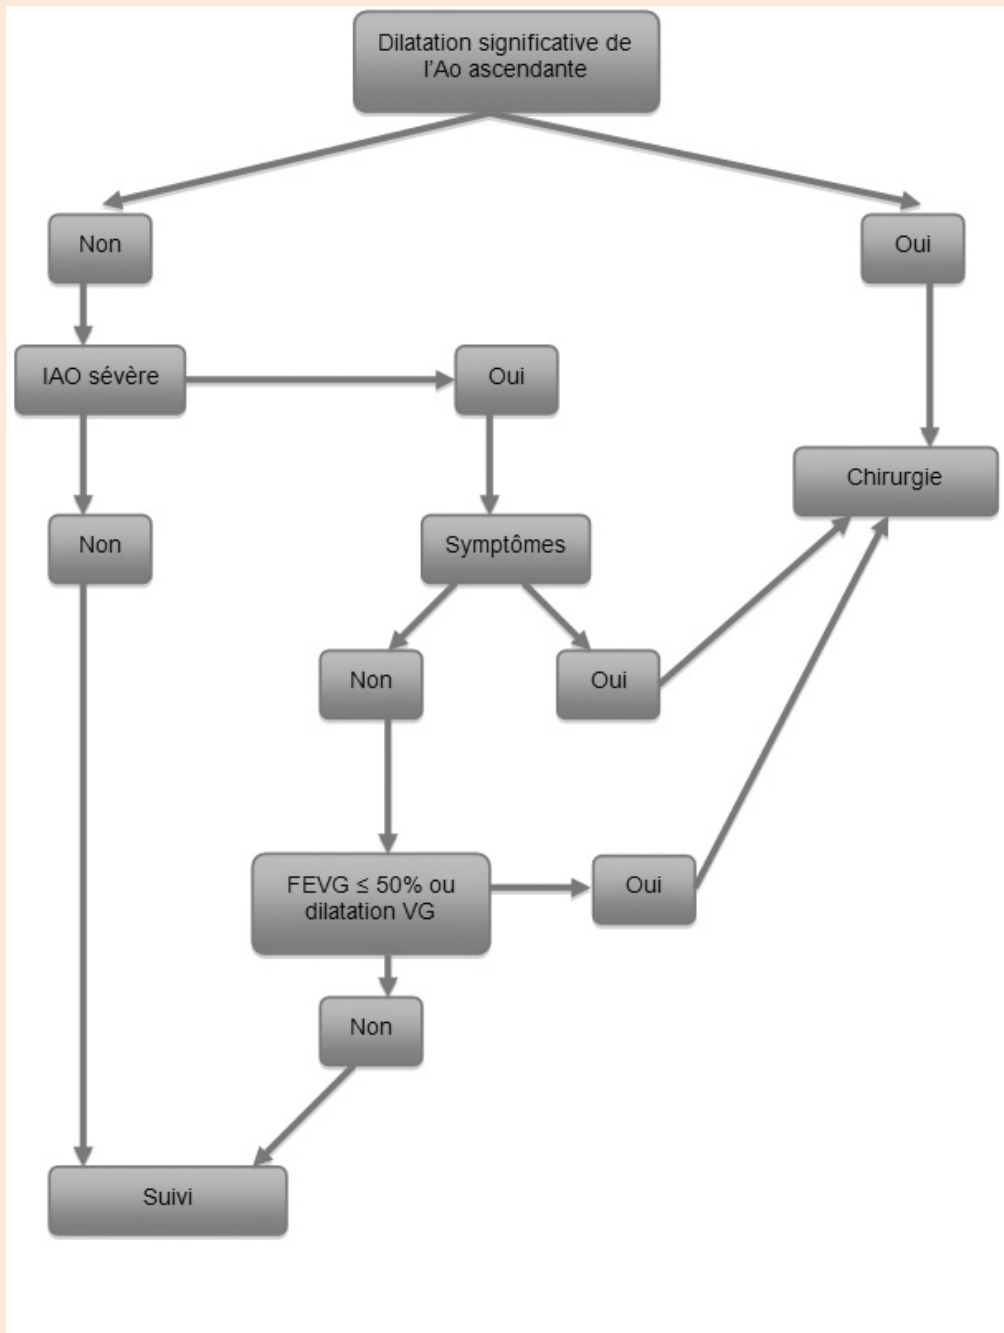 Dilatation significative de
l'Ao ascendante
Non
Oui
IAO sévère
Oui
Chirurgie
Non
Symptômes
Non
Oui
FEVG ≤ 50% ou
dilatation VG
Oui
Non
Suivi